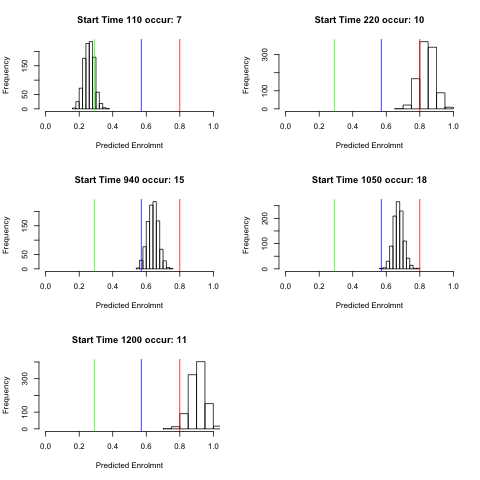 Start Time 110 occur: 7
Frequency
50
150
0.0 0.2 0.4 0.6 0.8 1.0
Predicted Enrolmnt
Start Time 220 occur: 10
Frequency
0 100
300
0.0 0.2 0.4 0.6 0.8 1.0
Predicted Enrolmnt
Start Time 940 occur: 15
Frequency
0 50
150
0.0 0.2 0.4 0.6 0.8 1.0
Predicted Enrolmnt
Start Time 1050 occur: 18
Frequency
0
100
200
0.0 0.2 0.4 0.6 0.8 1.0
Predicted Enrolmnt
Start Time 1200 occur: 11
Frequency
0 100
300
0.0 0.2 0.4 0.6 0.8 1.0
Predicted Enrolmnt